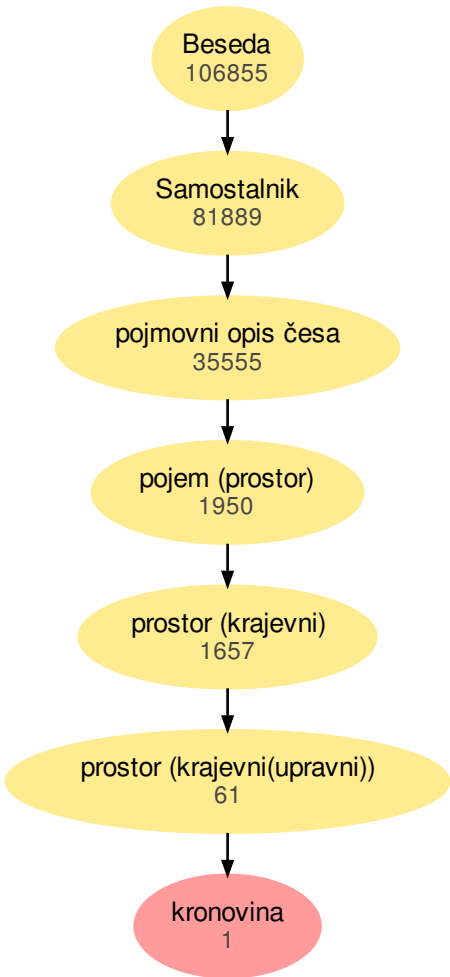 Beseda
106855
Samostalnik
81889
pojmovni opis česa
35555
pojem (prostor)
1950
prostor (krajevni)
1657
prostor (krajevni(upravni))
61
kronovina
1